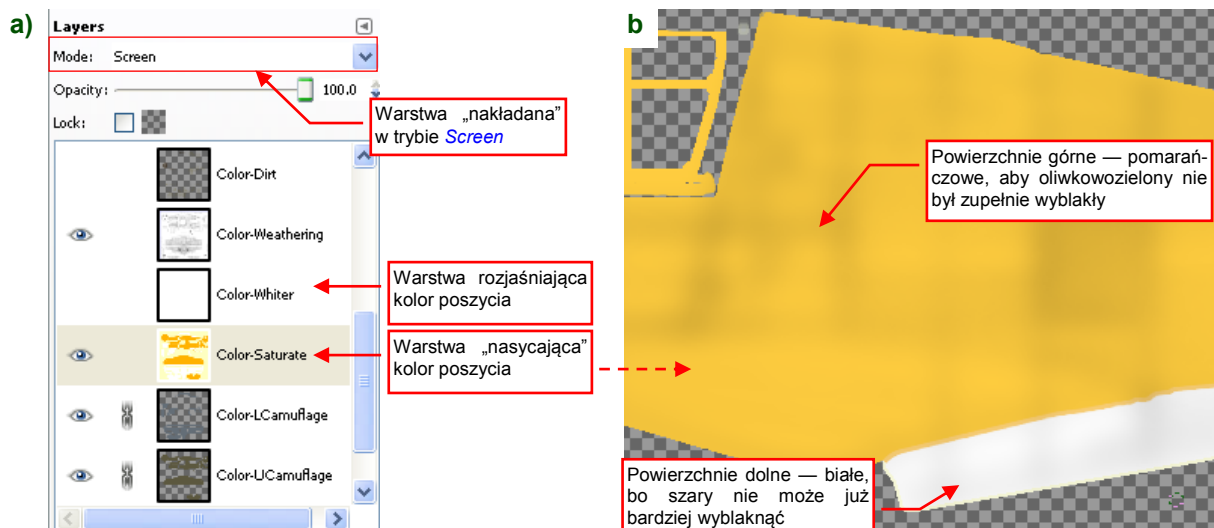 a)
Layers
Mode: Screen
Opacity: 100.0
Lock:
Warstwa „nakładana”
w trybie Screen
Color-Dirt
Color-Weathering
Color-Whiter
Warstwa rozjaśniająca
kolor poszycia
Color-Saturate
Warstwa „nasycająca”
kolor poszycia
Color-LCamuflage
Color-UCamuflage
b
Powierzchnie górne — pomarań-
czowe, aby oliwkowozielony nie
był zupełnie wyblakły
Powierzchnie dolne — białe,
bo szary nie może już
bardziej wyblaknąć